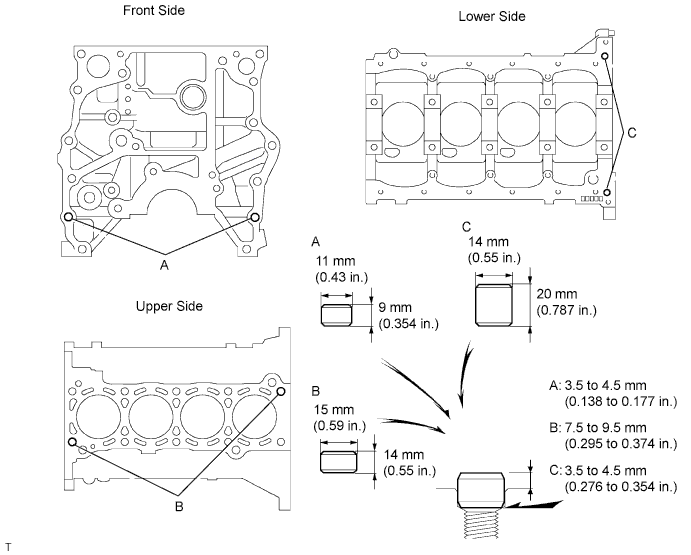 Front Side
Lower Side
C
A
Upper Side
B
A
11 mm
(0.43 in.)
9 mm
(0.354 in.)
C
14 mm
(0.55 in.)
20 mm
(0.787 in.)
B
15 mm
(0.59 in.)
14 mm
(0.55 in.)
A: 3.5 to 4.5 mm
(0.138 to 0.177 in.)
B: 7.5 to 9.5 mm
(0.295 to 0.374 in.)
C: 3.5 to 4.5 mm
(0.276 to 0.354 in.)
T